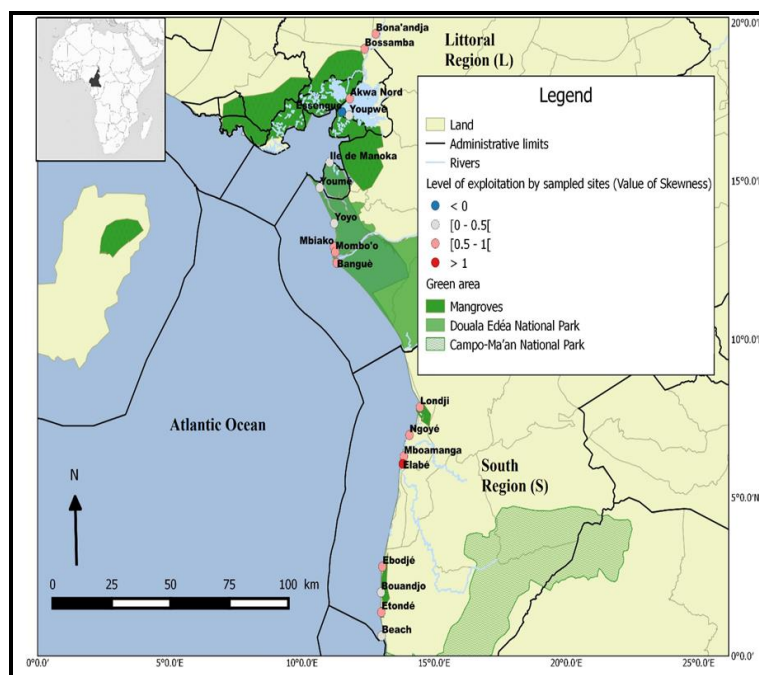 Bona'andja
Bossamba
Littoral
Region (L)
20°0.0'E
Legend
Land
Administrative limits
Rivers
Level of exploitation by sampled sites (Value of Skewness)
< 0
[0 - 0.5[
[0.5 - 1[
> 1
Green area
Mangroves
Douala Edéa National Park
Campo-Ma'an National Park
Akwa Nord
Essengue
Youpwe
Ile de Manoka
Youme
15°0.0'E
Yoyo
Mbiako
Mombo'o
Banguè
10°0.0'E
Londji
Ngoyé
Mboamanga
Elabé
Atlantic Ocean
South
Region (S)
5°0.0'N
N
0 25 50 75 100 km
Ebodjé
Bouandjo
Etondé
Beach
0°0.0'
0°0.0' 5°0.0'E 10°0.0'E 15°0.0'E 20°0.0'E 25°0.0'E